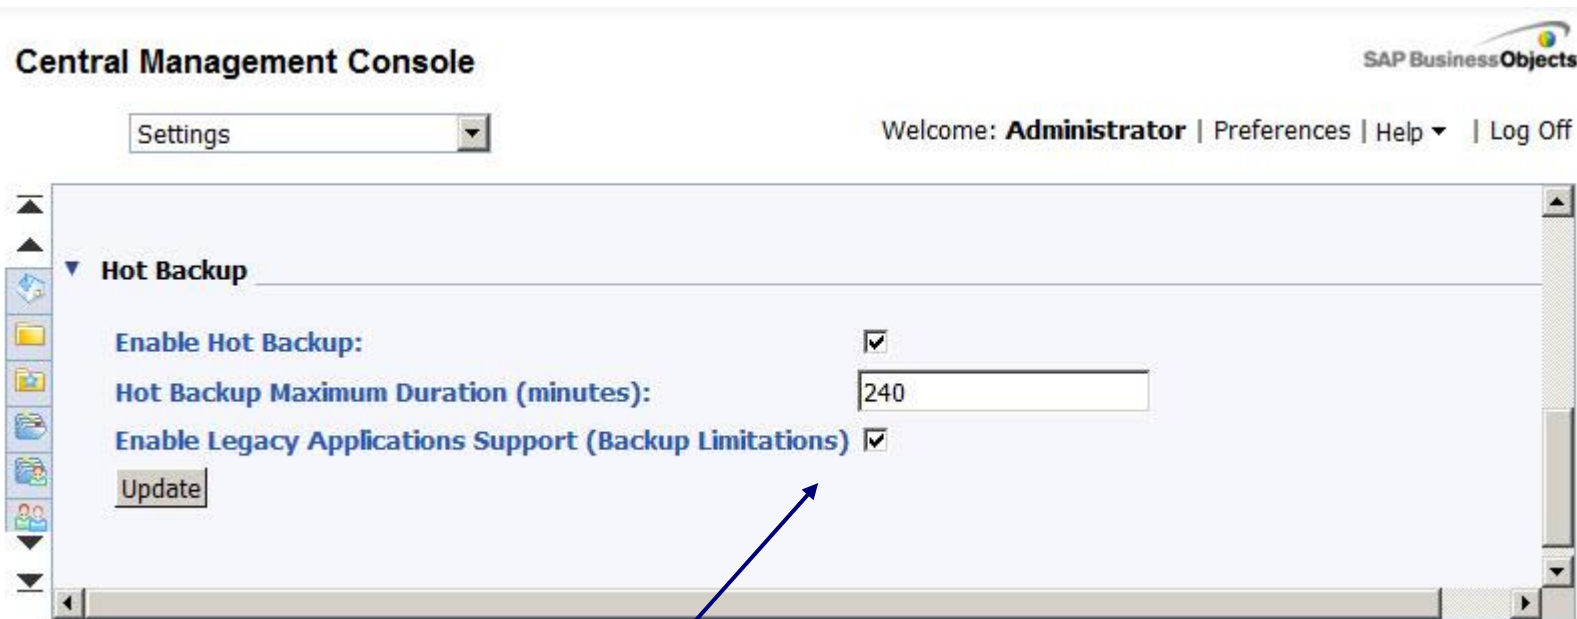 Central Management Console
SAP BusinessObjects
Settings
Welcome: Administrator | Preferences | Help | Log Off
Hot Backup
Enable Hot Backup:
Hot Backup Maximum Duration (minutes): 240
Enable Legacy Applications Support (Backup Limitations)
Update